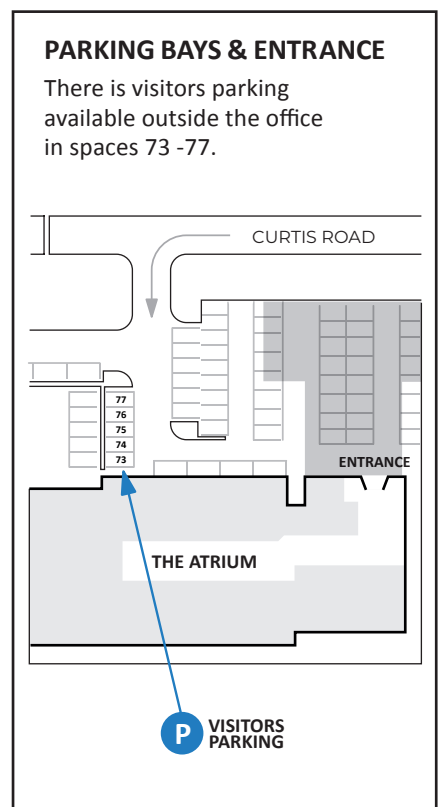 PARKING BAYS & ENTRANCE
There is visitors parking
available outside the office
in spaces 73 -77.
CURTIS ROAD
77
76
75
74
73
ENTRANCE
THE ATRIUM
P
VISITORS
PARKING